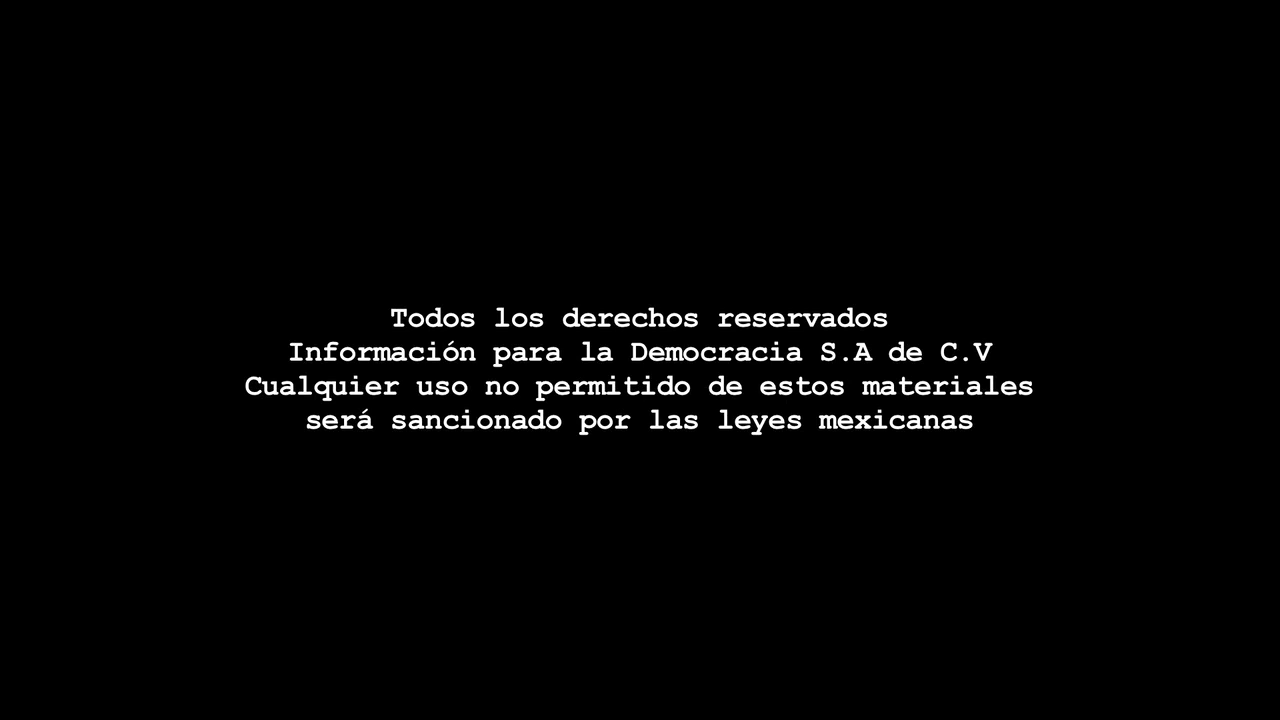 Todos los derechos reservados
Información para la Democracia S.A de C.V
Cualquier uso no permitido de estos materiales
será sancionado por las leyes mexicanas